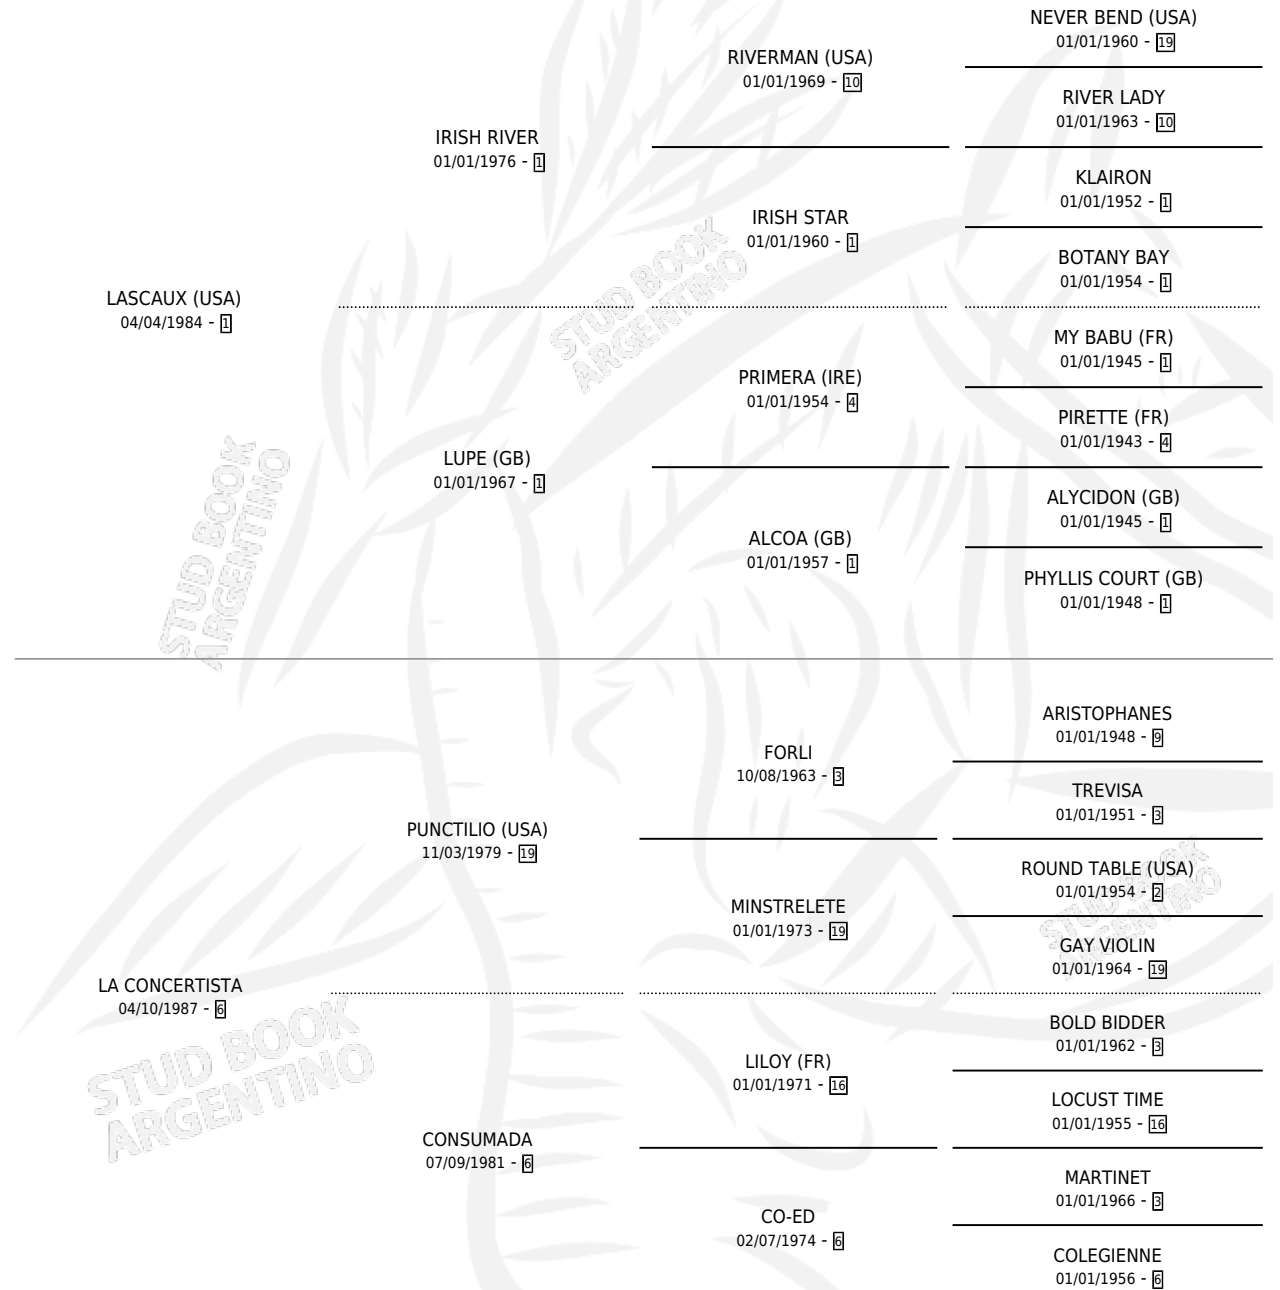 NEVER BEND (USA)
01/01/1960 - 19
RIVERMAN (USA)
01/01/1969 - 10
RIVER LADY
01/01/1963 - 10
IRISH RIVER
01/01/1976 - 1
KLAIRON
01/01/1952 - 1
IRISH STAR
01/01/1960 - 1
BOTANY BAY
01/01/1954 - 1
LASCAUX (USA)
04/04/1984 - 1
MY BABU (FR)
01/01/1945 - 1
PRIMERA (IRE)
01/01/1954 - 4
PIRETTE (FR)
01/01/1943 - 4
LUPE (GB)
01/01/1967 - 1
ALYCIDON (GB)
01/01/1945 - 1
ALCOA (GB)
01/01/1957 - 1
PHYLLIS COURT (GB)
01/01/1948 - 1
ARISTOPHANES
01/01/1948 - 9
FORLI
10/08/1963 - 3
TREVISA
01/01/1951 - 3
PUNCTILIO (USA)
11/03/1979 - 19
ROUND TABLE (USA)
01/01/1954 - 2
MINSTRELETE
01/01/1973 - 19
GAY VIOLIN
01/01/1964 - 19
LA CONCERTISTA
04/10/1987 - 6
BOLD BIDDER
01/01/1962 - 3
LILOY (FR)
01/01/1971 - 16
LOCUST TIME
01/01/1955 - 16
CONSUMADA
07/09/1981 - 6
MARTINET
01/01/1966 - 3
CO-ED
02/07/1974 - 6
COLEGIENNE
01/01/1956 - 6
STUD BOOK
ARGENTINO
STUD BOOK
ARGENTINO
STUD BOOK
ARGENTINO
STUD BOOK
ARGENTINO